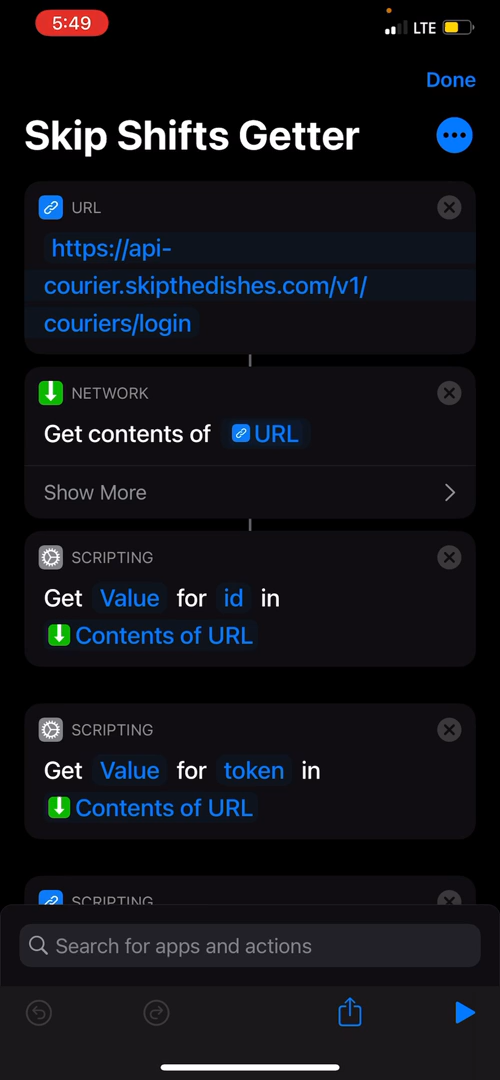 5:49
LTE
Done
Skip Shifts Getter
URL
https://api-
courier.skipthedishes.com/v1/
couriers/login
NETWORK
Get contents of URL
Show More
SCRIPTING
Get Value for id in
Contents of URL
SCRIPTING
Get Value for token in
Contents of URL
SCRIPTING
Search for apps and actions